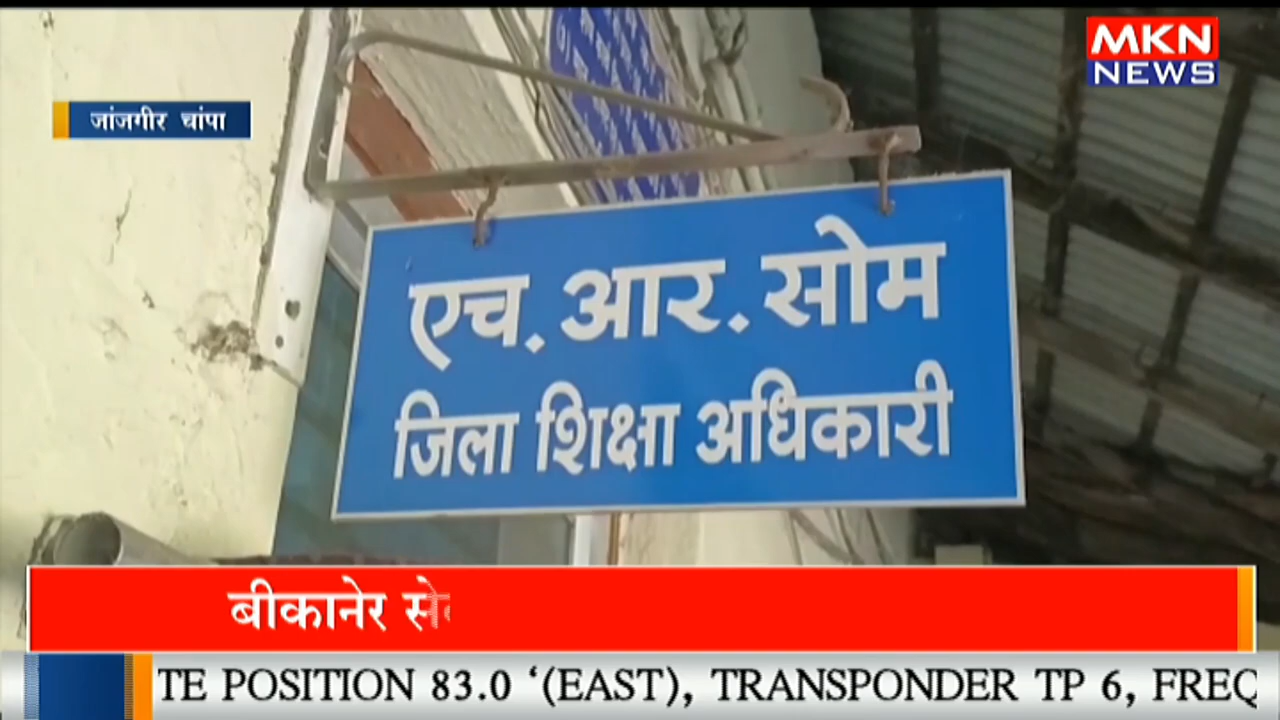 MKN
NEWS
जांजगीर चांपा
एच. आर. सोम
जिला शिक्षा अधिकारी
बीकानेर
TE POSITION 83.0 ‘(EAST), TRANSPONDER TP 6, FREQ